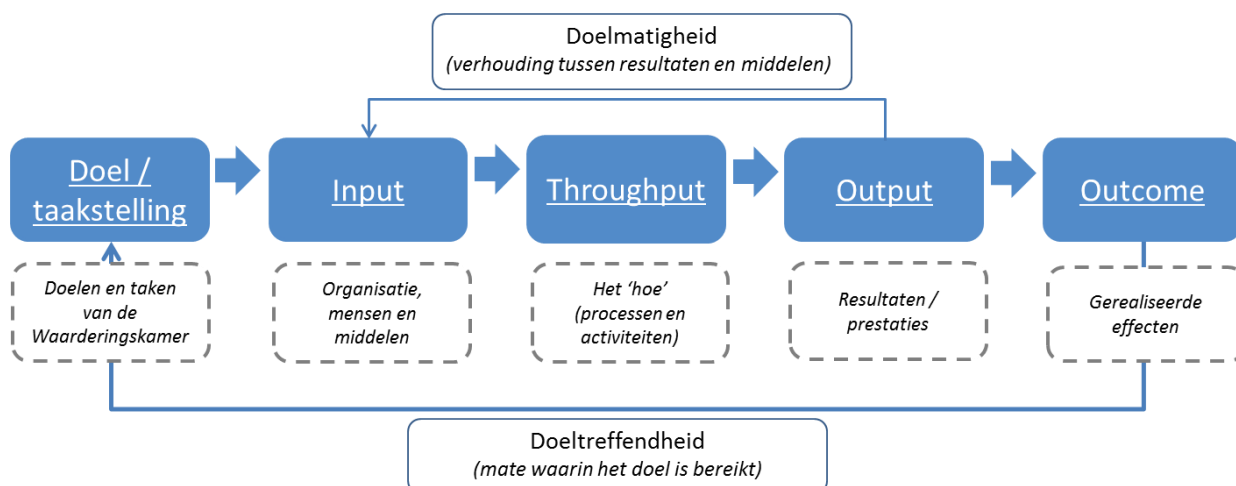 Doelmatigheid
(verhouding tussen resultaten en middelen)
Doel /
taakstelling
Input
Throughput
Output
Outcome
Doelen en taken
van de
Waarderingskamer
Organisatie,
mensen en
middelen
Het ‘hoe’
(processen en
activiteiten)
Resultaten /
prestaties
Gerealiseerde
effecten
Doeltreffendheid
(mate waarin het doel is bereikt)